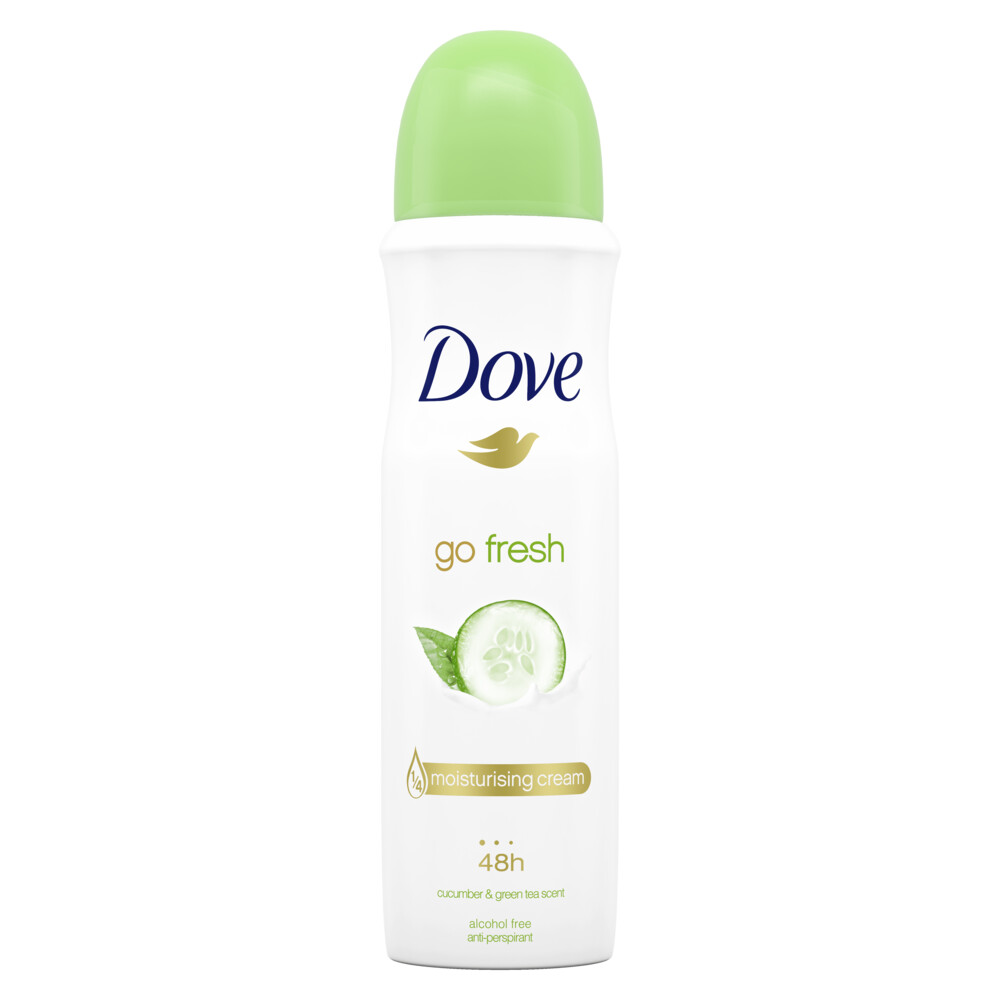 Dove
go fresh
1/4 moisturising cream
48h
cucumber & green tea scent
alcohol free
anti-perspirant